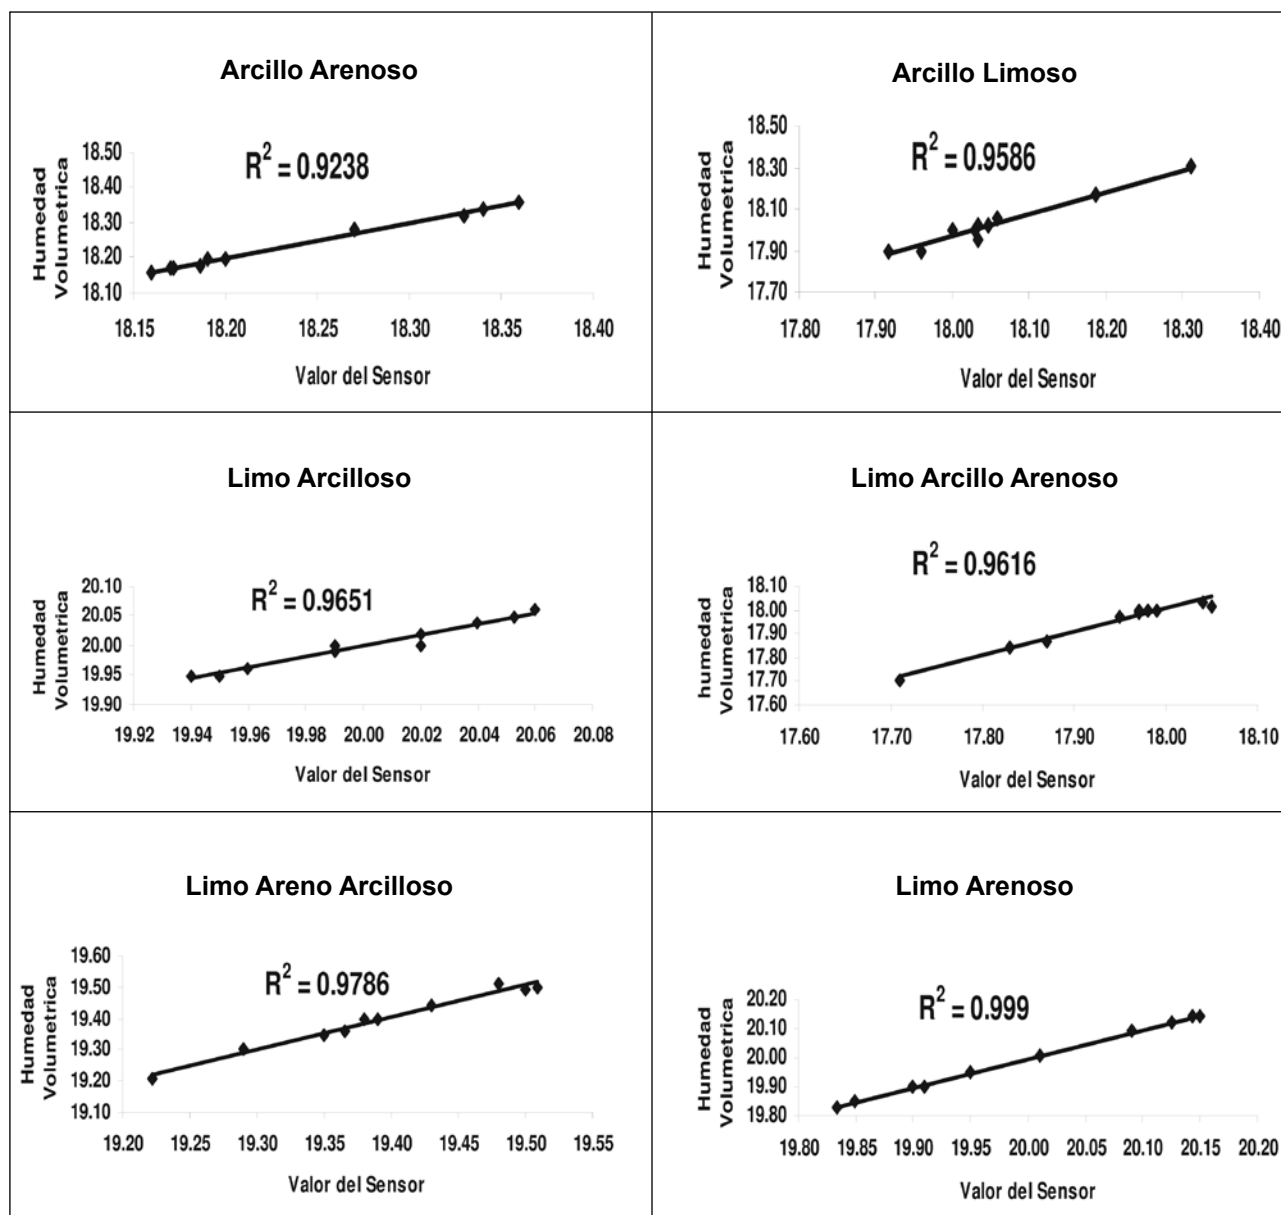 Arcillo Arenoso
R² = 0.9238
Humedad
Volumetrica
18.50
18.40
18.30
18.20
18.10
18.15 18.20 18.25 18.30 18.35 18.40
Valor del Sensor
Arcillo Limoso
R² = 0.9586
Humedad
Volumetrica
18.50
18.30
18.10
17.90
17.70
17.80 17.90 18.00 18.10 18.20 18.30 18.40
Valor del Sensor
Limo Arcilloso
R² = 0.9651
Humedad
Volumetrica
20.10
20.05
20.00
19.95
19.90
19.92 19.94 19.96 19.98 20.00 20.02 20.04 20.06 20.08
Valor del Sensor
Limo Arcillo Arenoso
R² = 0.9616
humedad
Volumetrica
18.10
18.00
17.90
17.80
17.70
17.60
17.60 17.70 17.80 17.90 18.00 18.10
Valor del Sensor
Limo Areno Arcilloso
R² = 0.9786
Humedad
Volumetrica
19.60
19.50
19.40
19.30
19.20
19.10
19.20 19.25 19.30 19.35 19.40 19.45 19.50 19.55
Valor del Sensor
Limo Arenoso
R² = 0.999
Humedad
Volumetrica
20.20
20.10
20.00
19.90
19.80
19.80 19.85 19.90 19.95 20.00 20.05 20.10 20.15 20.20
Valor del Sensor